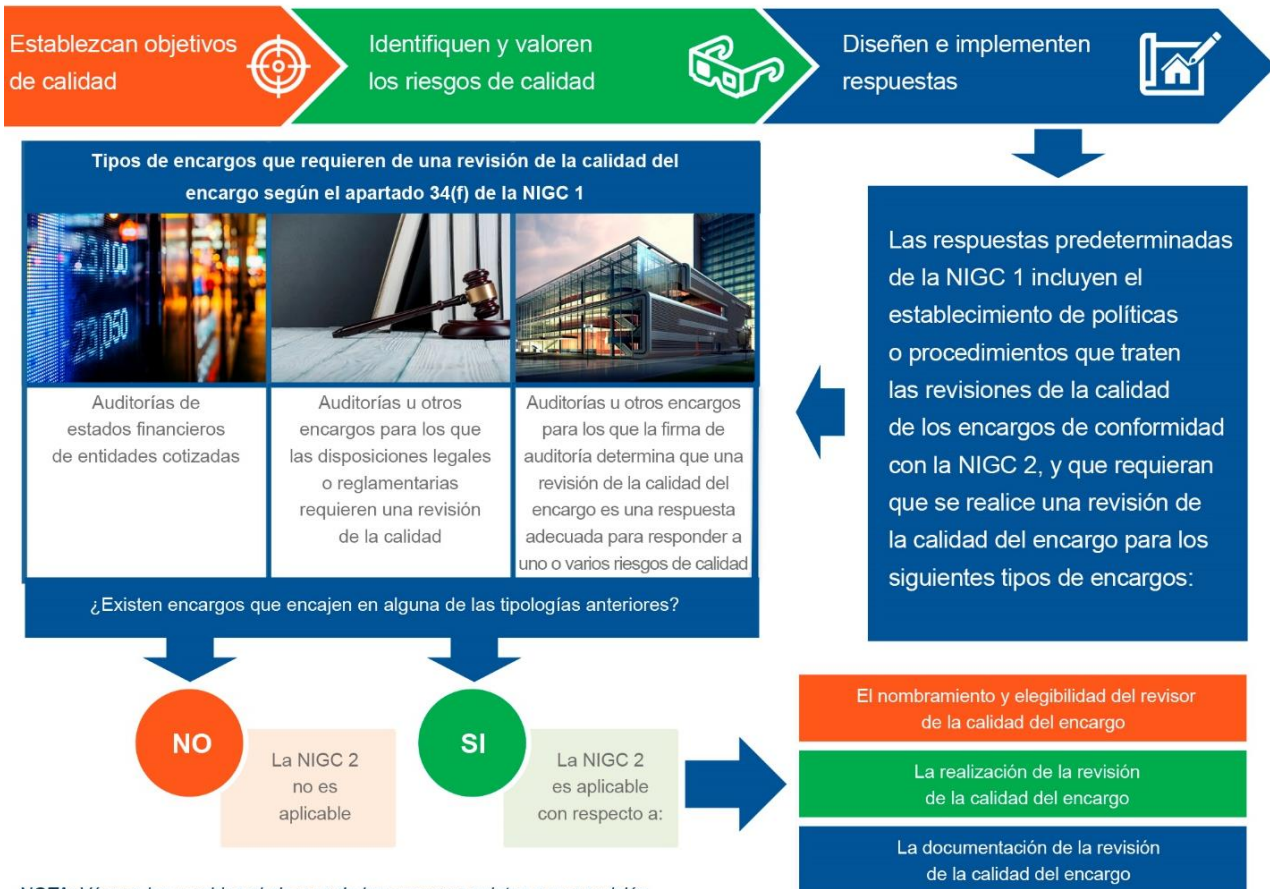 Establezcan objetivos
de calidad
Identifiquen y valoren
los riesgos de calidad
Diseñen e implementen
respuestas
Tipos de encargos que requieren de una revisión de la calidad del
encargo según el apartado 34(f) de la NIGC 1
23,100
23,050
Auditorías de
estados financieros
de entidades cotizadas
Auditorías u otros
encargos para los que
las disposiciones legales
o reglamentarias
requieren una revisión
de la calidad
Auditorías u otros encargos
para los que la firma de
auditoría determina que una
revisión de la calidad del
encargo es una respuesta
adecuada para responder a
uno o varios riesgos de calidad
Las respuestas predeterminadas
de la NIGC 1 incluyen el
establecimiento de políticas
o procedimientos que traten
las revisiones de la calidad
de los encargos de conformidad
con la NIGC 2, y que requieran
que se realice una revisión de
la calidad del encargo para los
siguientes tipos de encargos:
¿Existen encargos que encajen en alguna de las tipologías anteriores?
NO
La NIGC 2
no es
aplicable
SI
La NIGC 2
es aplicable
con respecto a:
El nombramiento y elegibilidad del revisor
de la calidad del encargo
La realización de la revisión
de la calidad del encargo
La documentación de la revisión
de la calidad del encargo